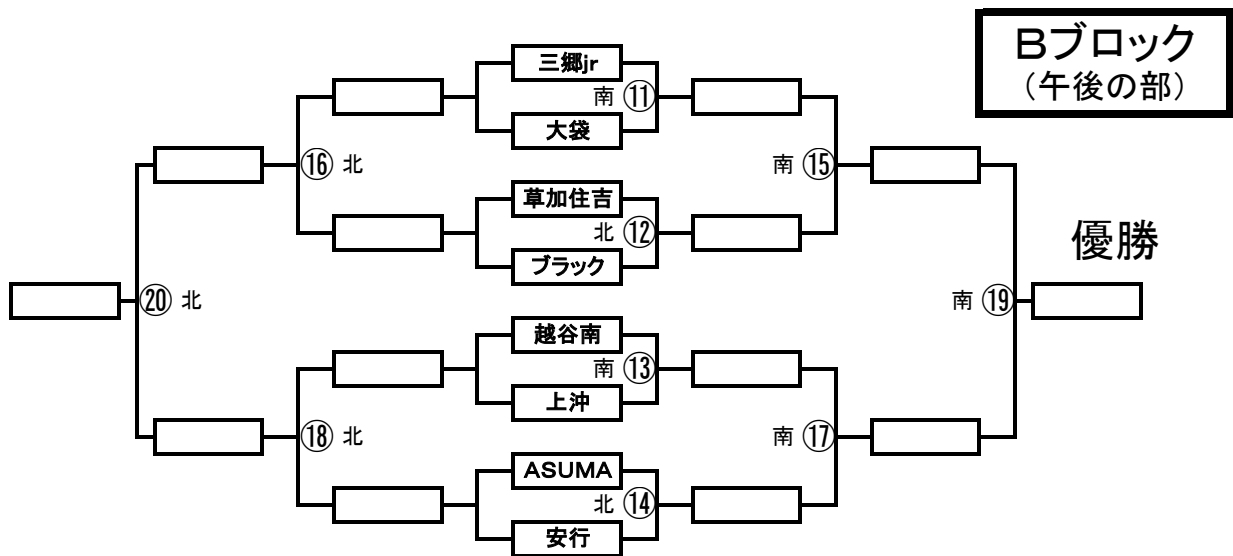 Bブロック
(午後の部)
三郷jr
南 ⑪
大袋
⑯ 北
南 ⑮
草加住吉
北 ⑫
ブラック
優勝
⑳ 北
南 ⑲
越谷南
南 ⑬
上沖
⑱ 北
南 ⑰
ASUMA
北 ⑭
安行